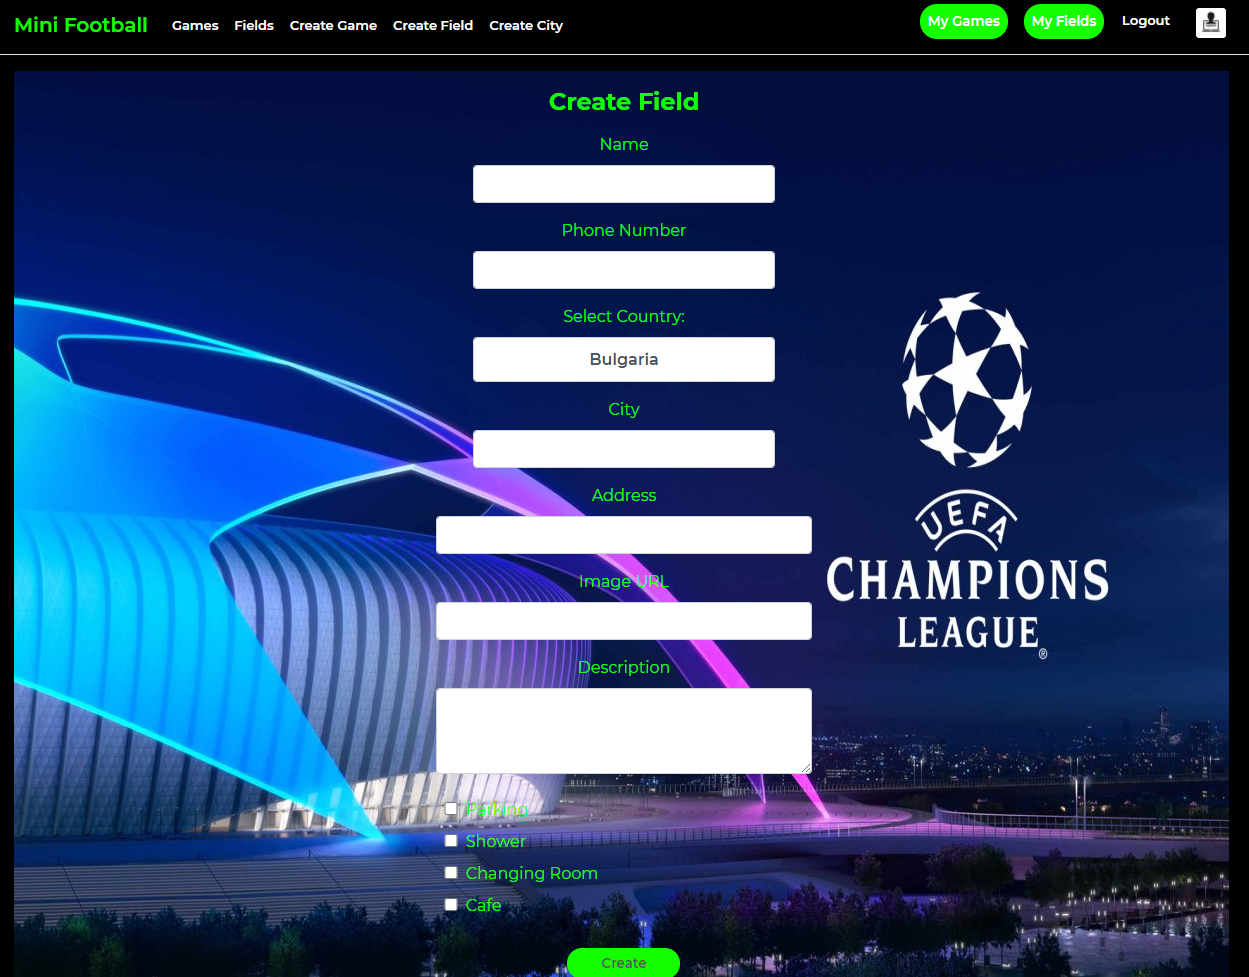 Mini Football Games Fields Create Game Create Field Create City My Games My Fields Logout
Create Field
Name
Phone Number
Select Country:
Bulgaria
City
Address
Image URL
Description
Parking
Shower
Changing Room
Cafe
Create
UEFA
CHAMPIONS
LEAGUE®